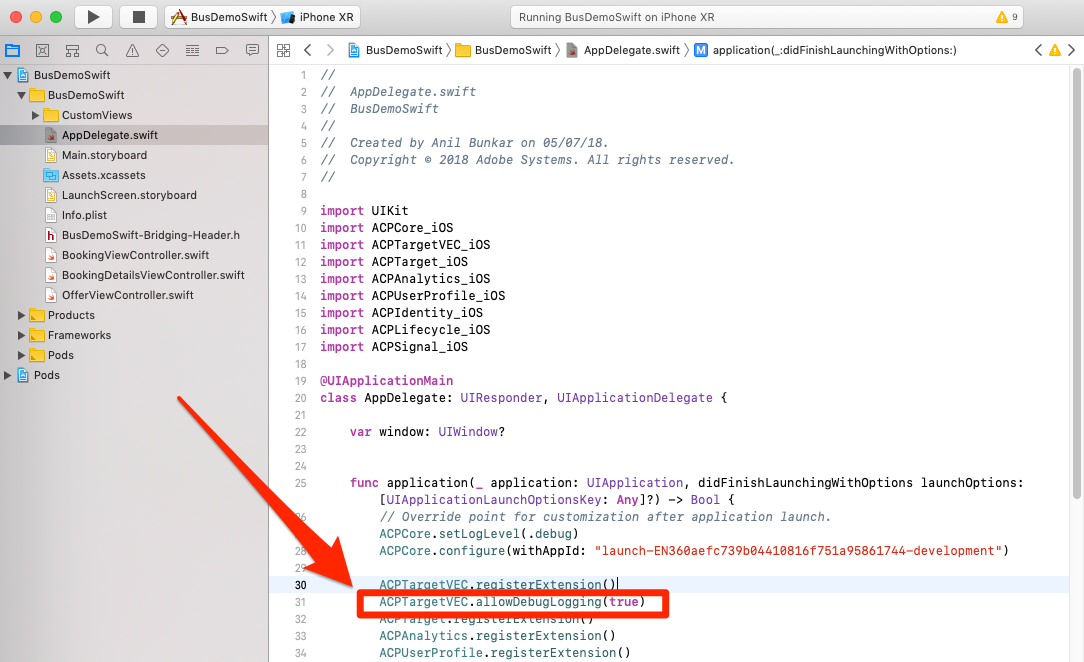 BusDemoSwift iPhone XR
Running BusDemoSwift on iPhone XR
9
BusDemoSwift BusDemoSwift AppDelegate.swift M application(_:didFinishLaunchingWithOptions:)
BusDemoSwift
BusDemoSwift
CustomViews
AppDelegate.swift
Main.storyboard
Assets.xcassets
LaunchScreen.storyboard
Info.plist
h BusDemoSwift-Bridging-Header.h
BookingViewController.swift
BookingDetailsViewController.swift
OfferViewController.swift
Products
Frameworks
Pods
Pods
1 //
2 // AppDelegate.swift
3 // BusDemoSwift
4 //
5 // Created by Anil Bunkar on 05/07/18.
6 // Copyright © 2018 Adobe Systems. All rights reserved.
7 //
8
9 import UIKit
10 import ACPCore_iOS
11 import ACPTargetVEC_iOS
12 import ACPTarget_iOS
13 import ACPAnalytics_iOS
14 import ACPUserProfile_iOS
15 import ACPIdentity_iOS
16 import ACPLifecycle_iOS
17 import ACPSignal_iOS
18
19 @UIApplicationMain
20 class AppDelegate: UIResponder, UIApplicationDelegate {
21
22 var window: UIWindow?
23
24
25 func application(_ application: UIApplication, didFinishLaunchingWithOptions launchOptions:
[UIApplicationLaunchOptionsKey: Any]?) -> Bool {
26 // Override point for customization after application launch.
ACPCore.setLogLevel(.debug)
28 ACPCore.configure(withAppId: "launch-EN360aefc739b04410816f751a95861744-development")
29
30 ACPTargetVEC.registerExtension()
31 ACPTargetVEC.allowDebugLogging(true)
32 ACPTarget.registerExtension()
33 ACPAnalytics.registerExtension()
34 ACPUserProfile.registerExtension()